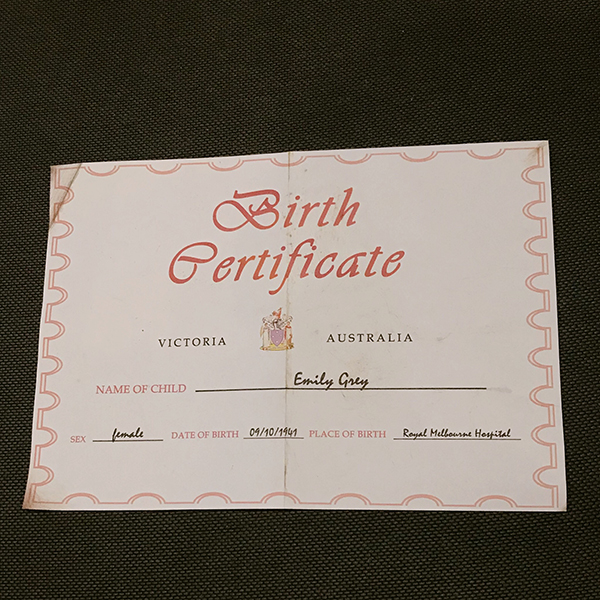 Birth
Certificate
VICTORIA AUSTRALIA
NAME OF CHILD Emily Grey
SEX female DATE OF BIRTH 09/10/1941 PLACE OF BIRTH Royal Melbourne Hospital